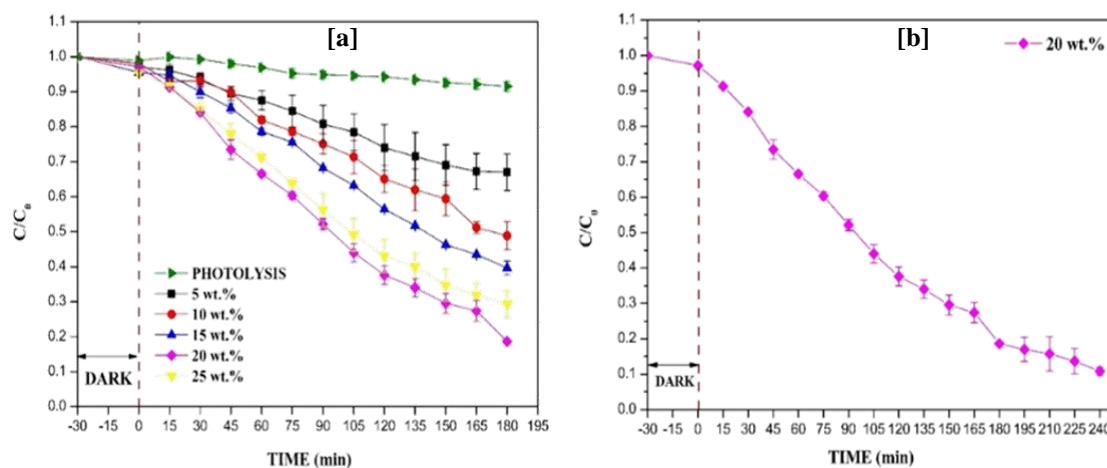 [a]
1.1
1.0
0.9
0.8
0.7
0.6
0.5
0.4
0.3
0.2
0.1
0.0
C/C₀
PHOTOLYSIS
5 wt.%
10 wt.%
15 wt.%
20 wt.%
25 wt.%
DARK
-30 -15 0 15 30 45 60 75 90 105 120 135 150 165 180 195
TIME (min)
[b]
20 wt.%
1.1
1.0
0.9
0.8
0.7
0.6
0.5
0.4
0.3
0.2
0.1
0.0
C/C₀
DARK
-30 -15 0 15 30 45 60 75 90 105 120 135 150 165 180 195 210 225 240
TIME (min)